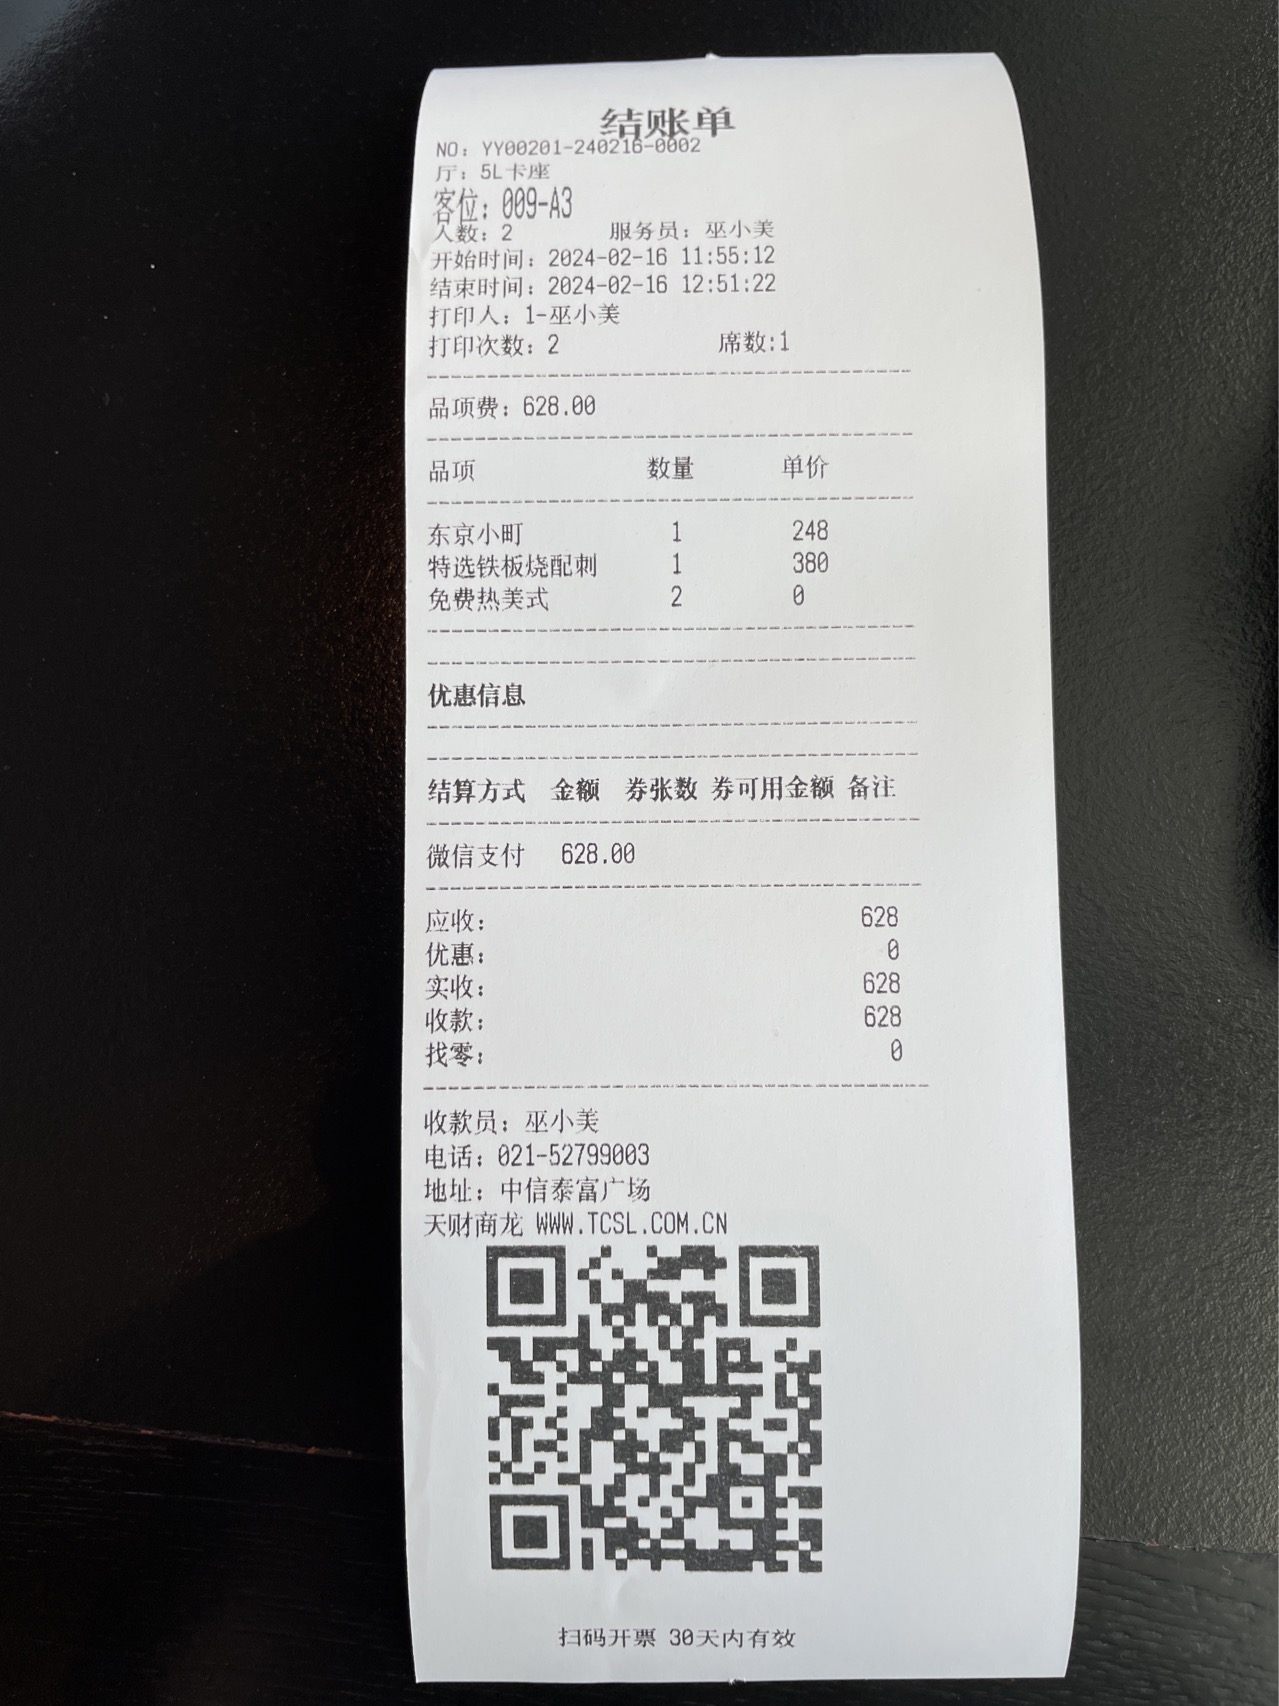 结账单
NO: YY00201-240216-0002
厅: 5L卡座
客位: 009-A3
人数: 2 服务员: 巫小美
开始时间: 2024-02-16 11:55:12
结束时间: 2024-02-16 12:51:22
打印人: 1-巫小美
打印次数: 2 席数:1
品项费: 628.00
品项 数量 单价
东京小町 1 248
特选铁板烧配刺 1 380
免费热美式 2 0
优惠信息
结算方式 金额 券张数 券可用金额 备注
微信支付 628.00
应收: 628
优惠: 0
实收: 628
收款: 628
找零: 0
收款员: 巫小美
电话: 021-52799003
地址: 中信泰富广场
天财商龙 WWW.TCSL.COM.CN
扫码开票 30天内有效